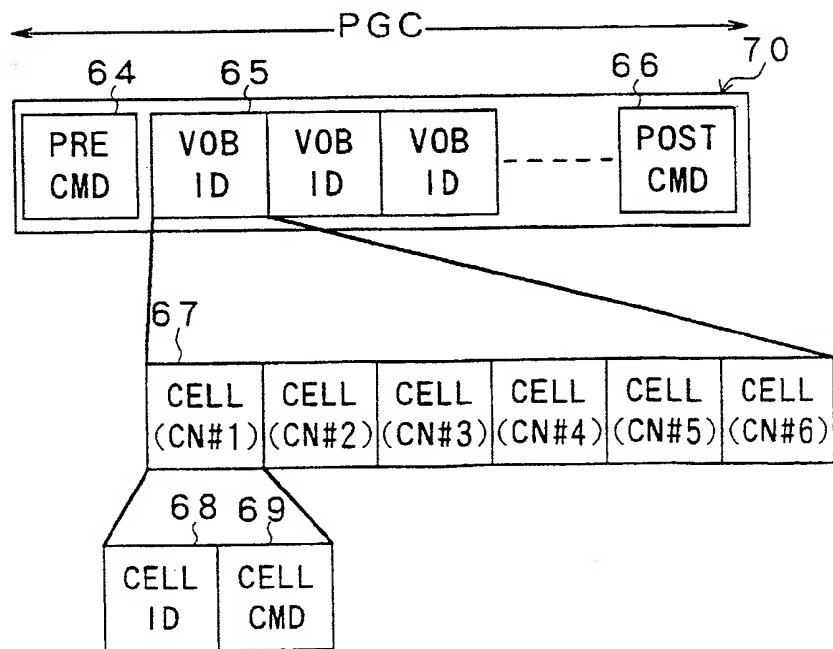 PGC
70
64 65 66
PRE CMD VOB ID VOB ID VOB ID POST CMD
67
CELL (CN#1) CELL (CN#2) CELL (CN#3) CELL (CN#4) CELL (CN#5) CELL (CN#6)
68 69
CELL ID CELL CMD